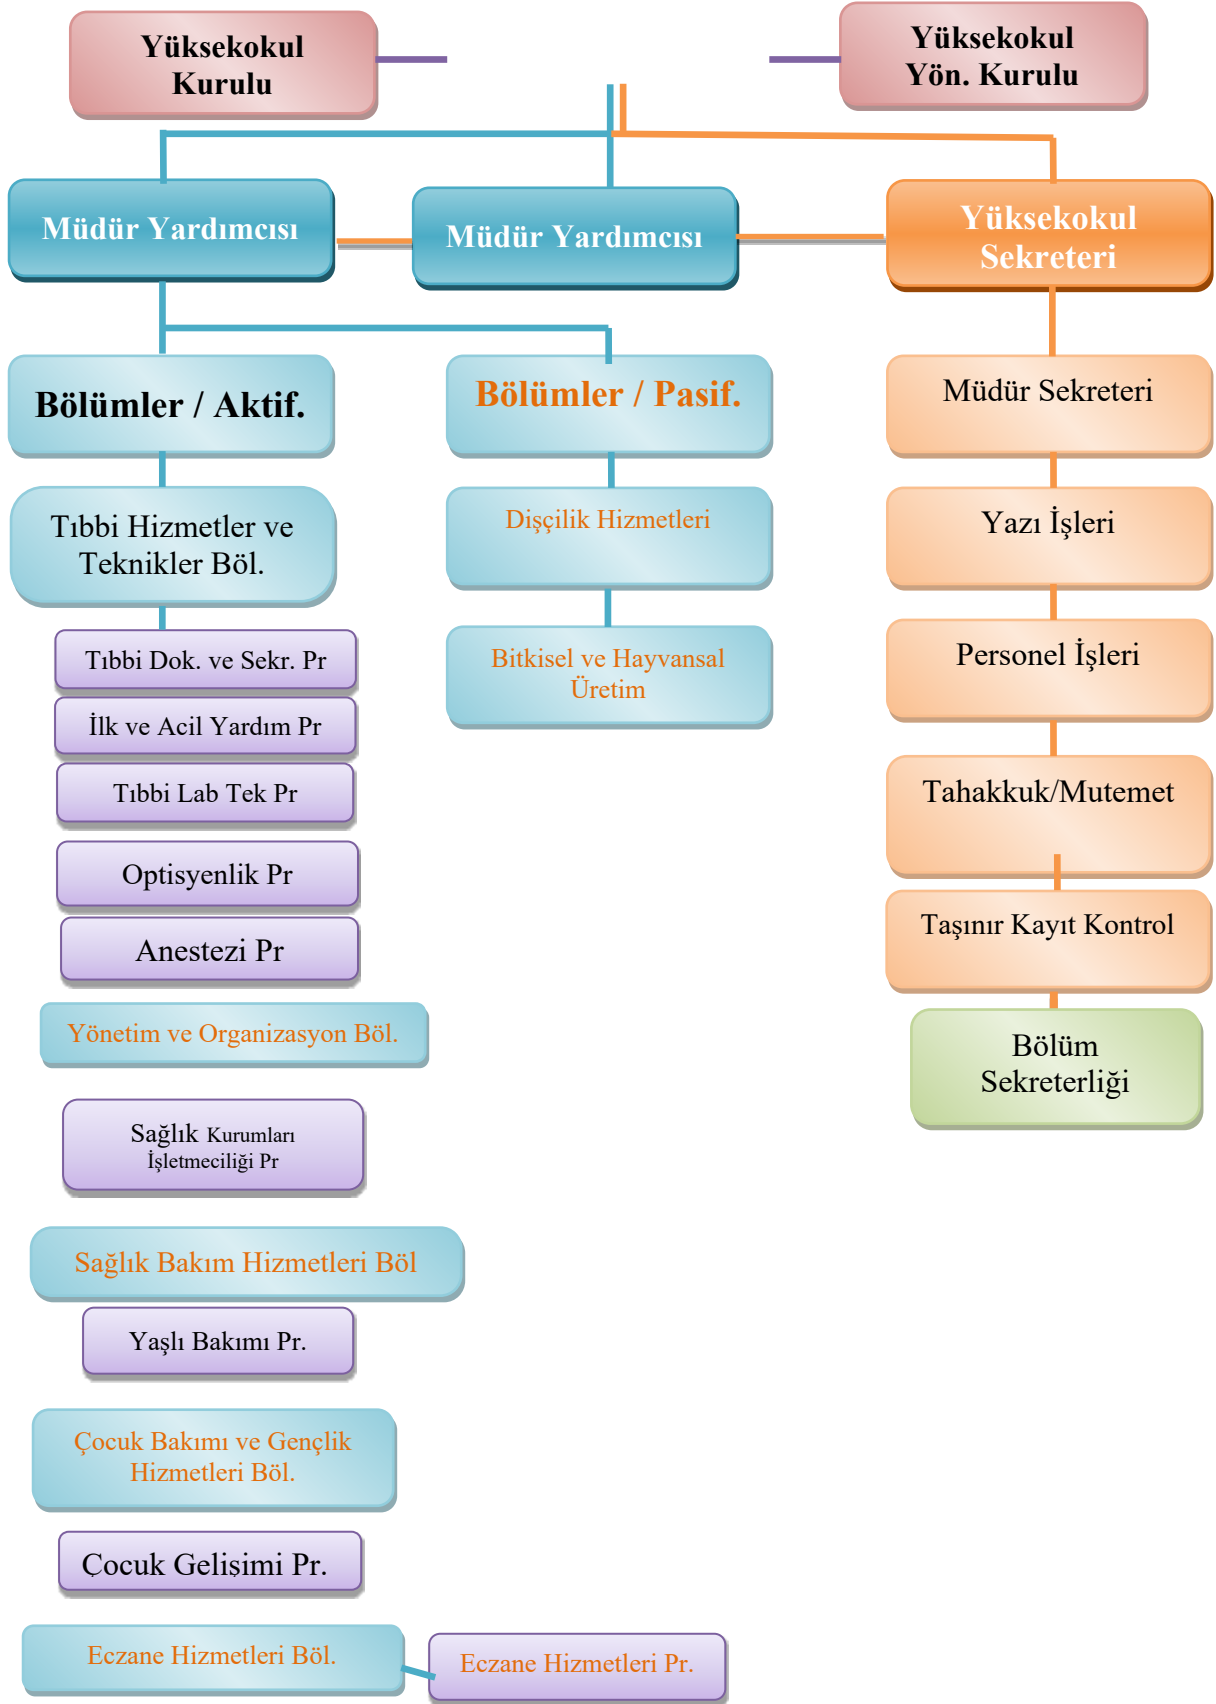 Yüksekokul
Kurulu
Yüksekokul
Yön. Kurulu
Müdür Yardımcısı
Müdür Yardımcısı
Yüksekokul
Sekreteri
Bölümler / Aktif.
Bölümler / Pasif.
Müdür Sekreteri
Tıbbi Hizmetler ve
Teknikler Böl.
Dişçilik Hizmetleri
Yazı İşleri
Tıbbi Dok. ve Sekr. Pr
İlk ve Acil Yardım Pr
Bitkisel ve Hayvansal
Üretim
Personel İşleri
Tıbbi Lab Tek Pr
Tahakkuk/Mutemet
Optisyenlik Pr
Anestezi Pr
Taşınır Kayıt Kontrol
Yönetim ve Organizasyon Böl.
Bölüm
Sekreterliği
Sağlık Kurumları
İşletmeciliği Pr
Sağlık Bakım Hizmetleri Böl
Yaşlı Bakımı Pr.
Çocuk Bakımı ve Gençlik
Hizmetleri Böl.
Çocuk Gelişimi Pr.
Eczane Hizmetleri Böl.
Eczane Hizmetleri Pr.